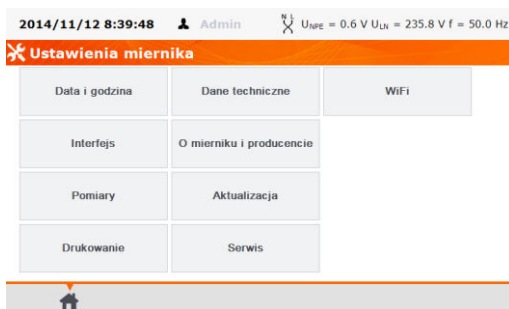 2014/11/12 8:39:48 Admin N L UNPE = 0.6 V ULN = 235.8 V f = 50.0 Hz
Ustawienia miernika
Data i godzina Dane techniczne WiFi
Interfejs O mierniku i producencie
Pomiary Aktualizacja
Drukowanie Serwis